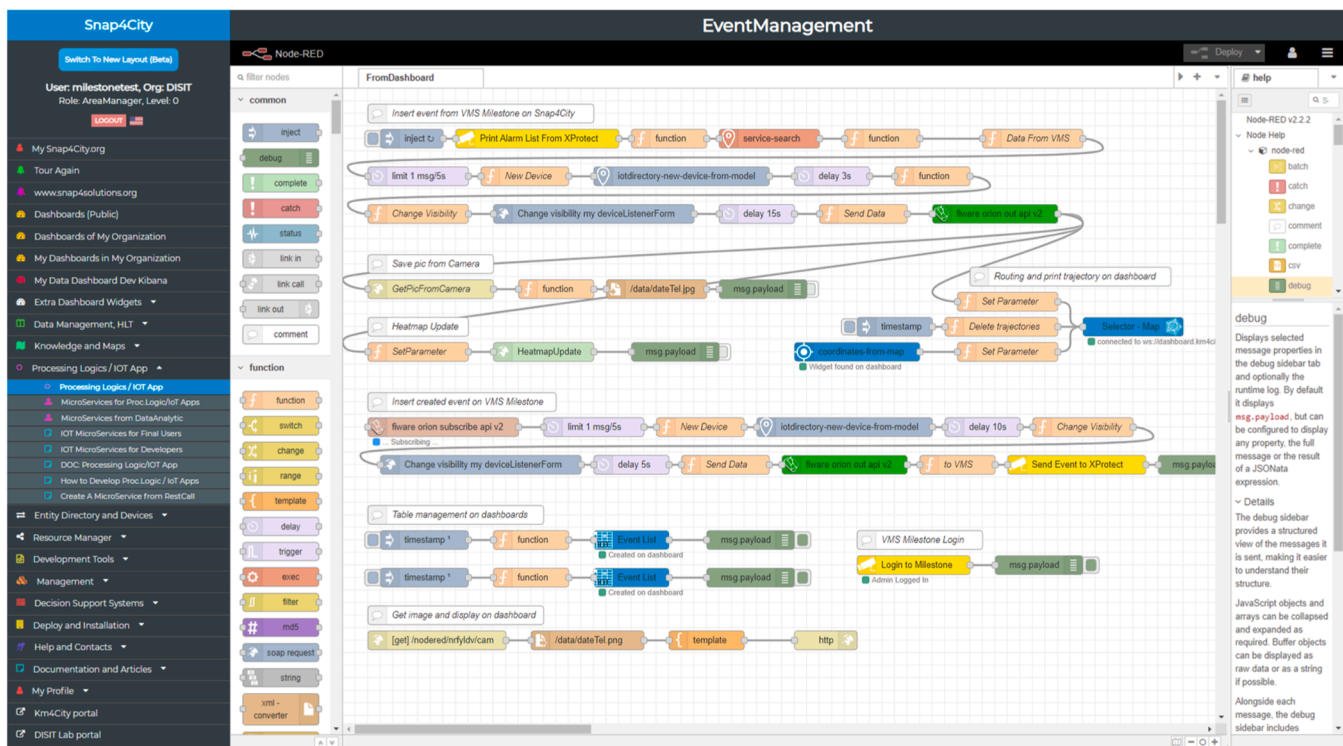 Snap4City
EventManagement
Switch To New Layout (Beta)
User: milestonetest, Org: DISIT
Role: AreaManager, Level: 0
LOGOUT
My Snap4City.org
Tour Again
www.snap4solutions.org
Dashboards (Public)
Dashboards of My Organization
My Dashboards in My Organization
My Data Dashboard Dev Kibana
Extra Dashboard Widgets
Data Management, HLT
Knowledge and Maps
Processing Logics / IOT App
Processing Logics / IOT App
MicroServices for Proc.Logic/IoT Apps
MicroServices from DataAnalytic
IOT MicroServices for Final Users
IOT MicroServices for Developers
DOC: Processing Logic/IOT App
How to Develop Proc.Logic / IoT Apps
Create A MicroService from RestCall
Entity Directory and Devices
Resource Manager
Development Tools
Management
Decision Support Systems
Deploy and Installation
Help and Contacts
Documentation and Articles
My Profile
Km4City portal
DISIT Lab portal
Node-RED
Deploy
filter nodes
common
inject
debug
complete
catch
status
link in
link call
link out
comment
function
function
switch
change
range
template
delay
trigger
exec
filter
md5
soap request
string
xml -
converter
FromDashboard
Insert event from VMS Milestone on Snap4City
inject ↻
Print Alarm List From XProtect
function
service-search
function
Data From VMS
limit 1 msg/5s
New Device
iotdirectory-new-device-from-model
delay 3s
function
Change Visibility
Change visibility my deviceListenerForm
delay 15s
Send Data
fiware orion out api v2
Save pic from Camera
Routing and print trajectory on dashboard
GetPicFromCamera
function
/data/dateTel.jpg
msg.payload
Set Parameter
Heatmap Update
timestamp
Delete trajectories
Selector - Map
connected to ws://dashboard.km4ci
SetParameter
HeatmapUpdate
msg.payload
coordinates-from-map
Set Parameter
Widget found on dashboard
Insert created event on VMS Milestone
fiware orion subscribe api v2
limit 1 msg/5s
New Device
iotdirectory-new-device-from-model
delay 10s
Change Visibility
... Subscribing ...
Change visibility my deviceListenerForm
delay 5s
Send Data
fiware orion out api v2
to VMS
Send Event to XProtect
msg.payloa
Table management on dashboards
timestamp ¹
function
Event List
msg.payload
VMS Milestone Login
Created on dashboard
Login to Milestone
msg.payload
Admin Logged In
timestamp ¹
function
Event List
msg.payload
Created on dashboard
Get image and display on dashboard
[get] /nodered/nrfyldv/cam
/data/dateTel.png
template
http
help
Node-RED v2.2.2
Node Help
node-red
batch
catch
change
comment
complete
csv
debug
debug
Displays selected
message properties in
the debug sidebar tab
and optionally the
runtime log. By default
it displays
msg.payload, but can
be configured to display
any property, the full
message or the result
of a JSONata
expression.
Details
The debug sidebar
provides a structured
view of the messages it
is sent, making it easier
to understand their
structure.
JavaScript objects and
arrays can be collapsed
and expanded as
required. Buffer objects
can be displayed as
raw data or as a string
if possible.
Alongside each
message, the debug
sidebar includes